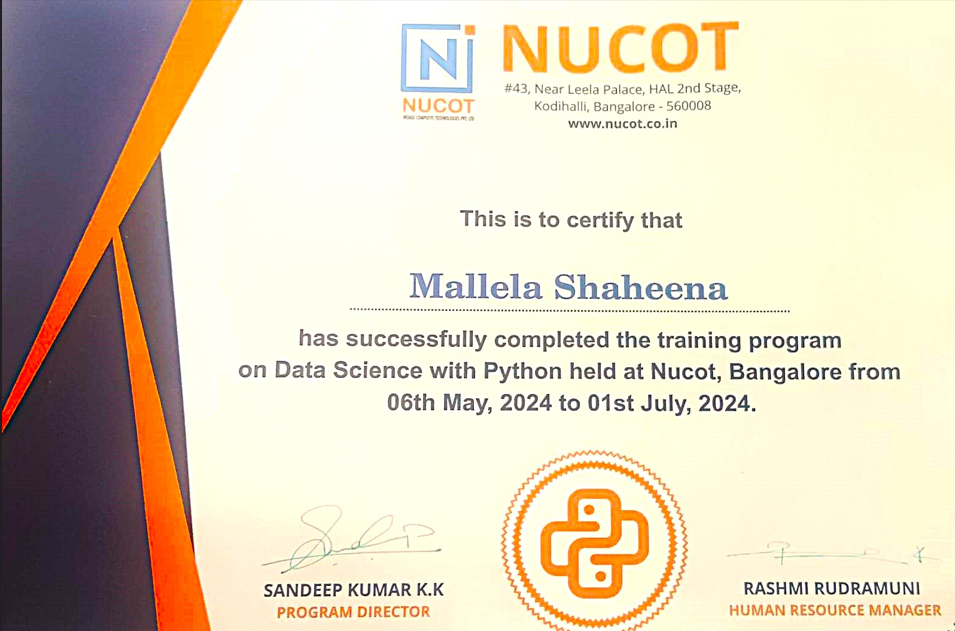 NUCOT
#43, Near Leela Palace, HAL 2nd Stage,
Kodihalli, Bangalore - 560008
www.nucot.co.in
N
NUCOT
This is to certify that
Mallela Shaheena
has successfully completed the training program
on Data Science with Python held at Nucot, Bangalore from
06th May, 2024 to 01st July, 2024.
SANDEEP KUMAR K.K
PROGRAM DIRECTOR
RASHMI RUDRAMUNI
HUMAN RESOURCE MANAGER